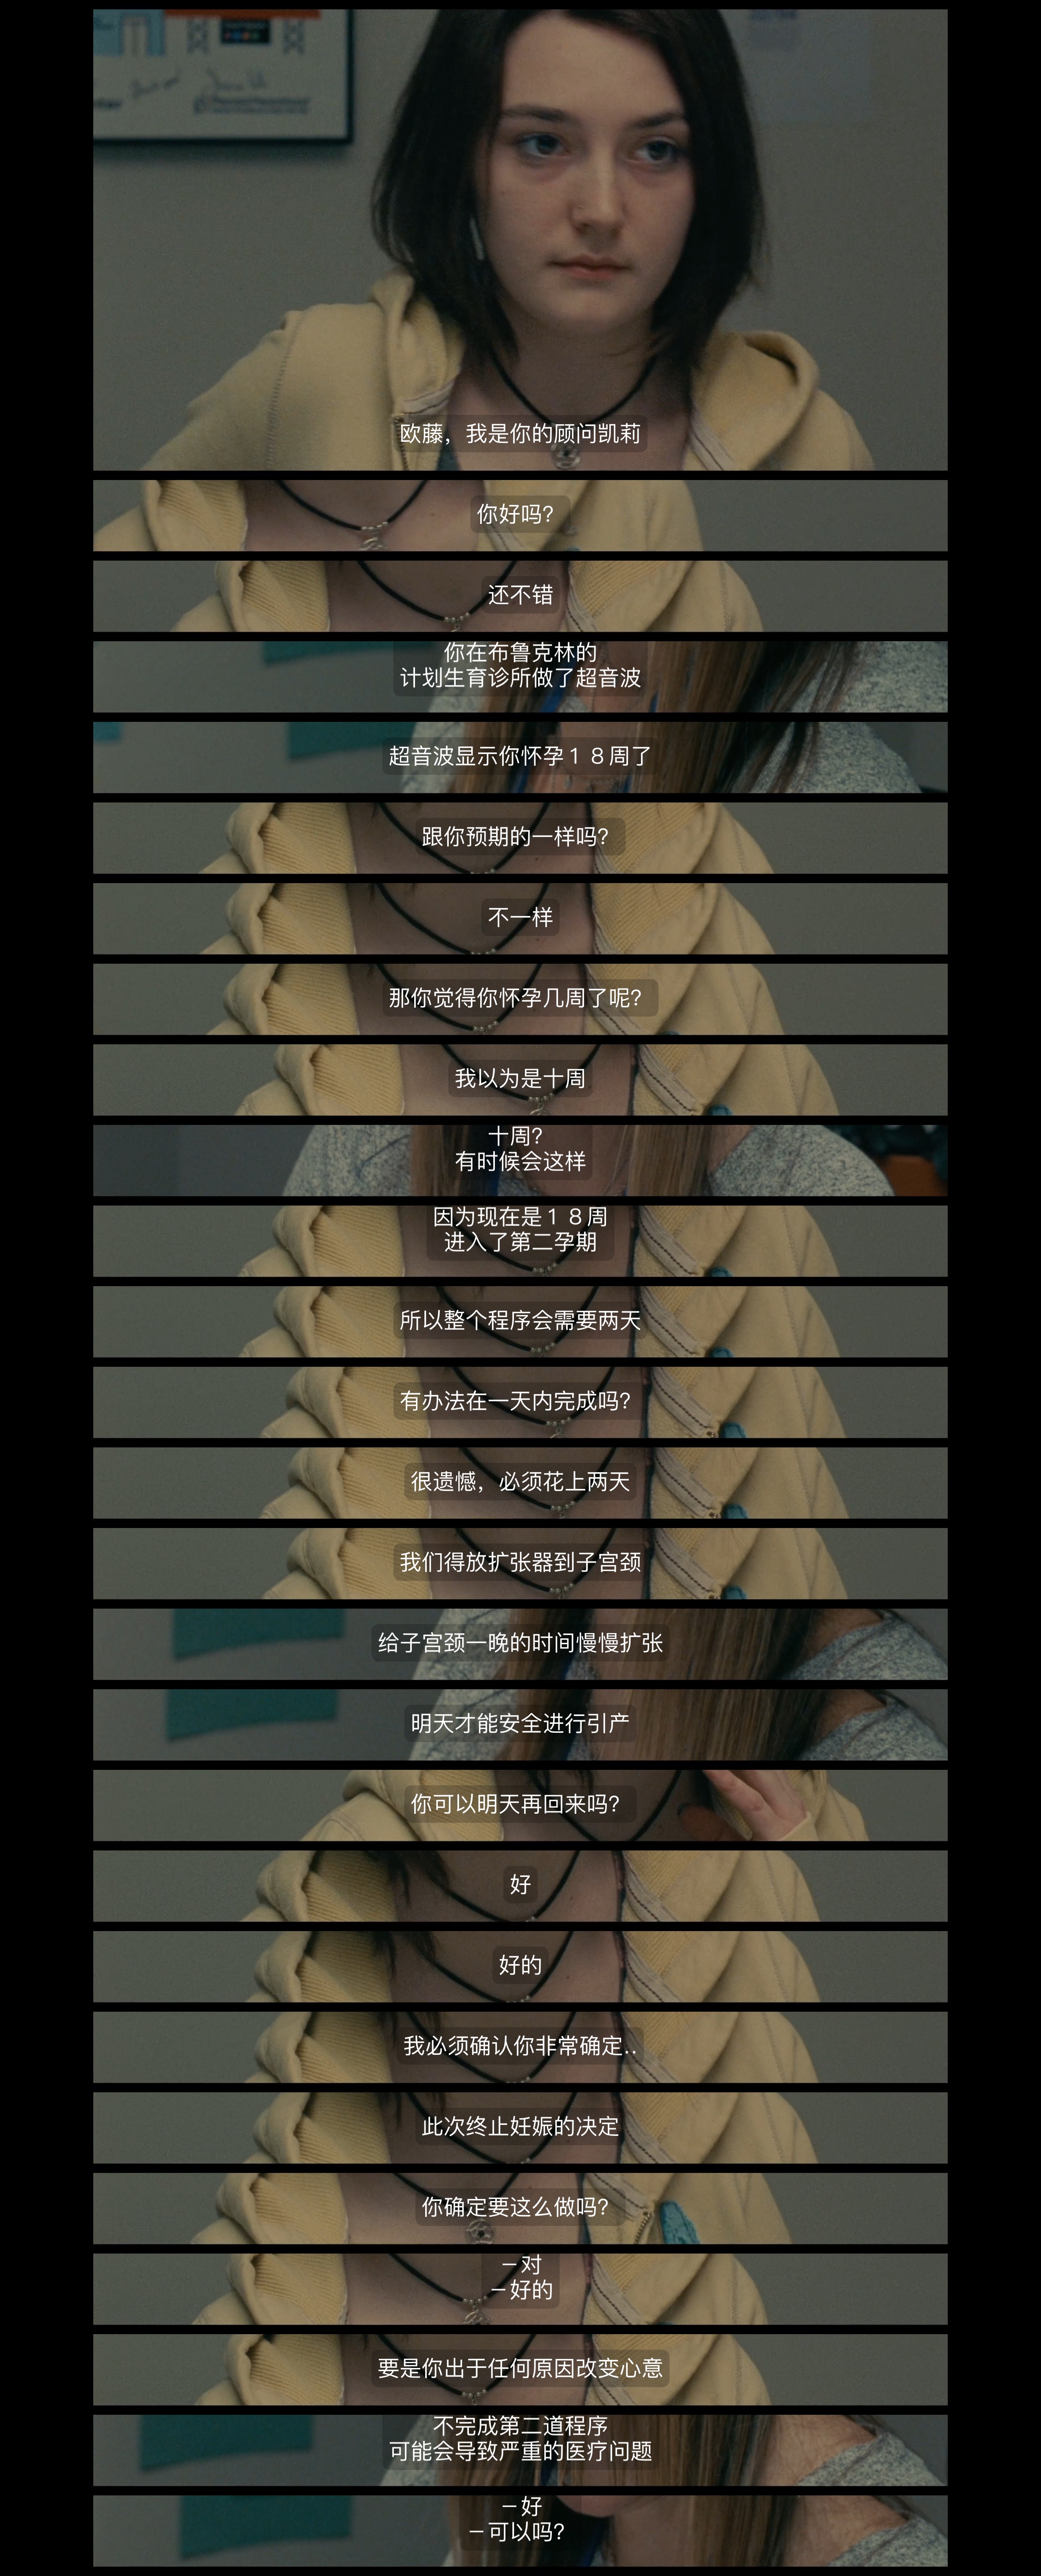 欧藤，我是你的顾问凯莉
你好吗？
还不错
你在布鲁克林的
计划生育诊所做了超音波
超音波显示你怀孕１８周了
跟你预期的一样吗？
不一样
那你觉得你怀孕几周了呢？
我以为是十周
十周？
有时候会这样
因为现在是１８周
进入了第二孕期
所以整个程序会需要两天
有办法在一天内完成吗？
很遗憾，必须花上两天
我们得放扩张器到子宫颈
给子宫颈一晚的时间慢慢扩张
明天才能安全进行引产
你可以明天再回来吗？
好
好的
我必须确认你非常确定..
此次终止妊娠的决定
你确定要这么做吗？
－对
－好的
要是你出于任何原因改变心意
不完成第二道程序
可能会导致严重的医疗问题
－好
－可以吗？